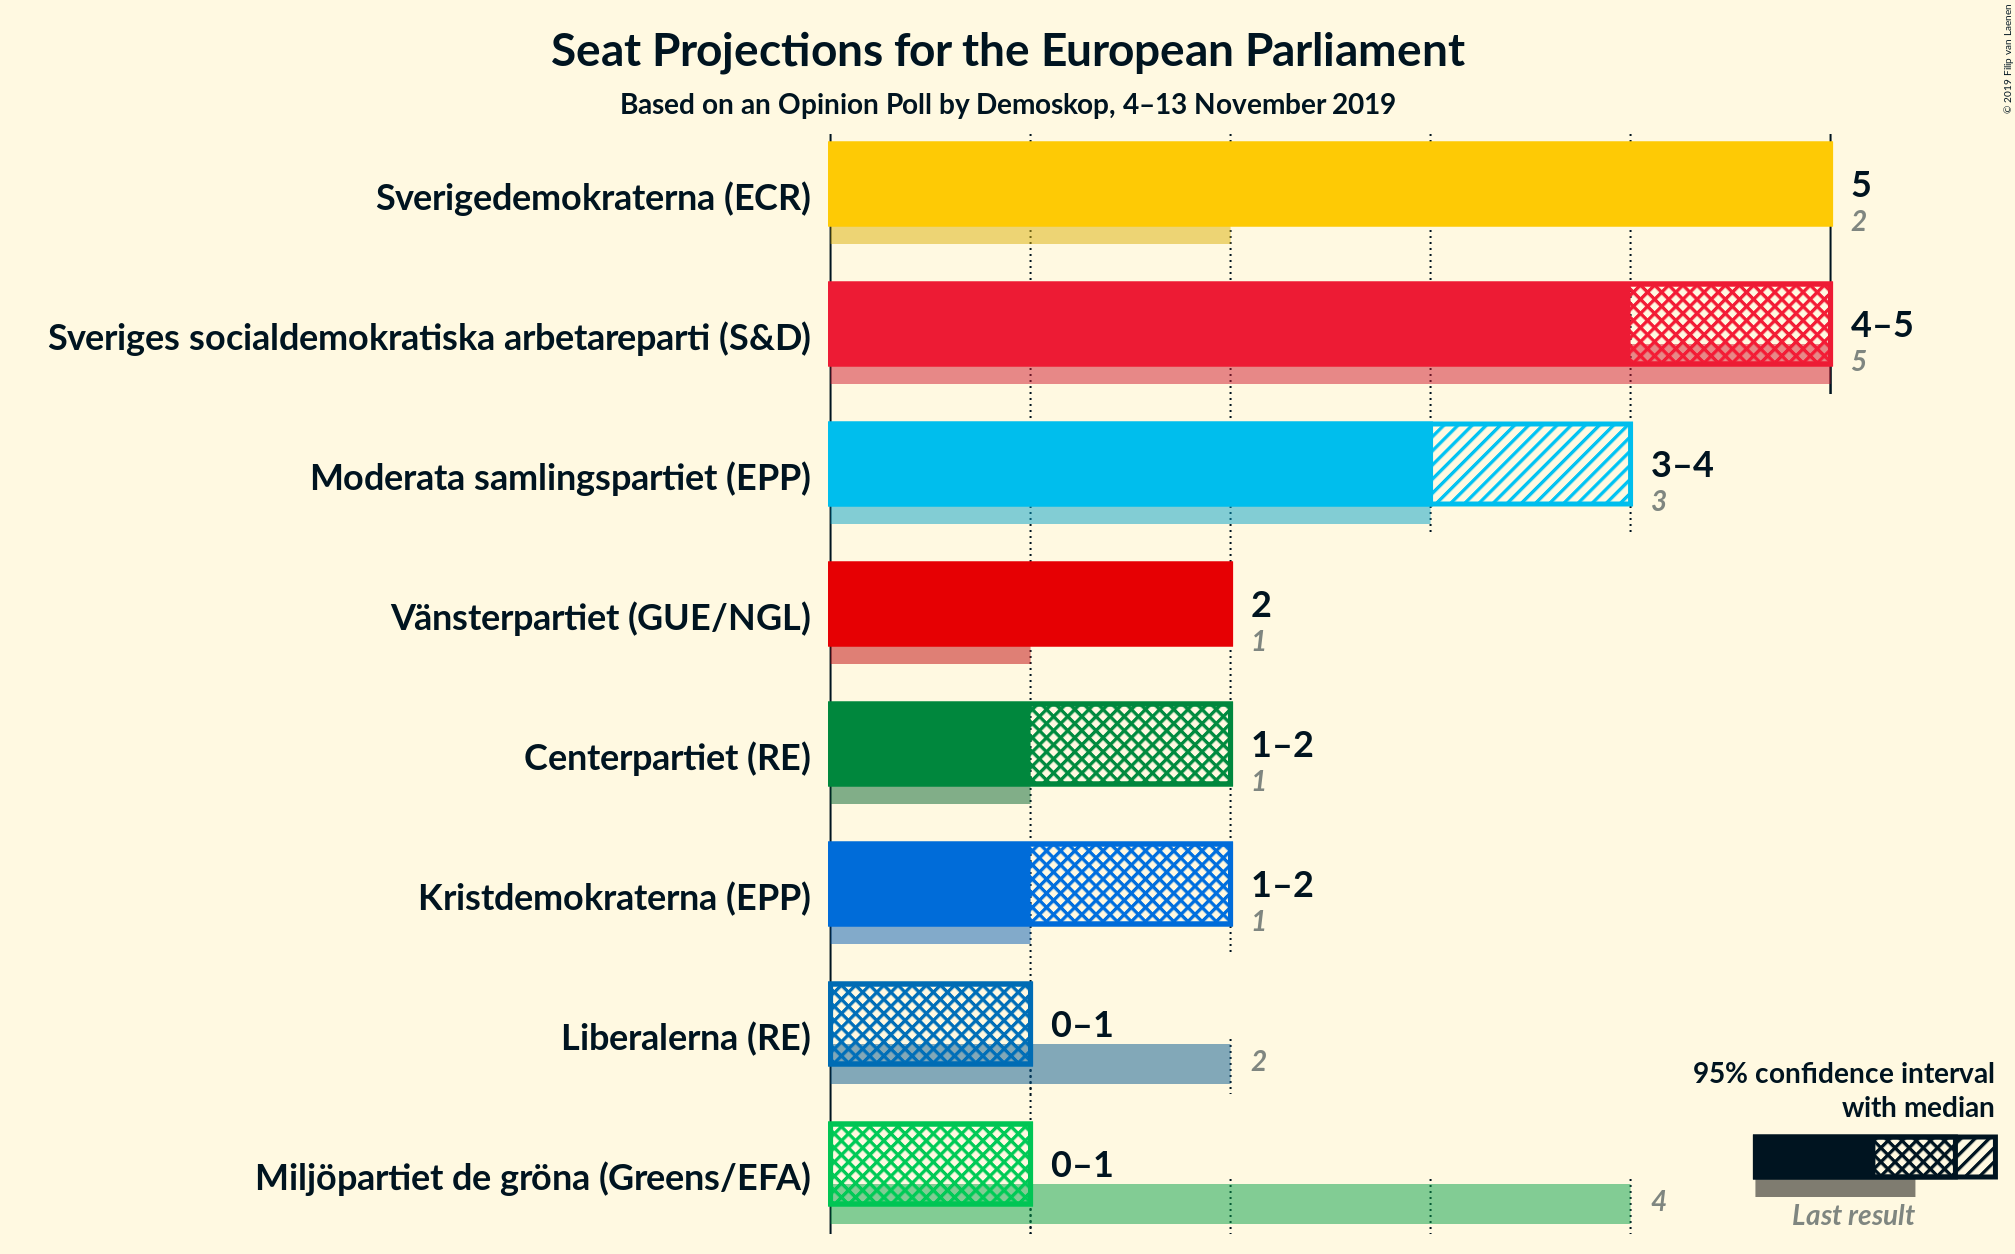 Seat Projections for the European Parliament
Based on an Opinion Poll by Demoskop, 4–13 November 2019
© 2019 Filip van Laenen
Sverigedemokraterna (ECR)
5
2
Sveriges socialdemokratiska arbetareparti (S&D)
4–5
5
Moderata samlingspartiet (EPP)
3–4
3
Vänsterpartiet (GUE/NGL)
2
1
Centerpartiet (RE)
1–2
1
Kristdemokraterna (EPP)
1–2
1
Liberalerna (RE)
0–1
2
Miljöpartiet de gröna (Greens/EFA)
0–1
4
95% confidence interval
with median
Last result